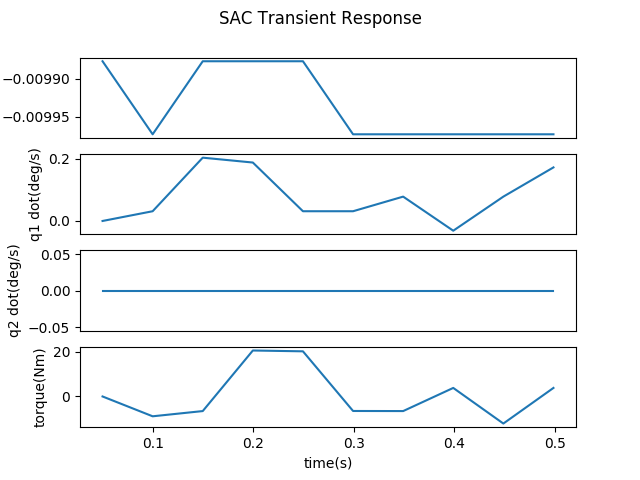 SAC Transient Response
−0.00990
−0.00995
0.2
0.0
q1 dot(deg/s)
0.05
0.00
−0.05
q2 dot(deg/s)
20
0
torque(Nm)
0.1 0.2 0.3 0.4 0.5
time(s)